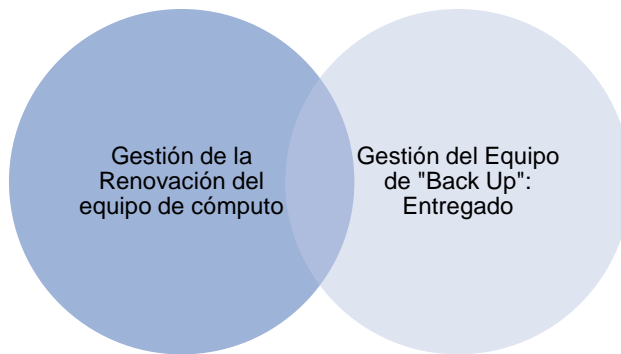 Gestión de la
Renovación del
equipo de cómputo
Gestión del Equipo
de "Back Up":
Entregado